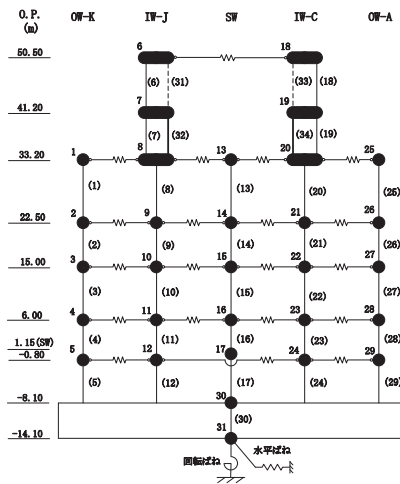 O.P. OW-K IW-J SW IW-C OW-A
(m)
50.50 6 18
(6) (31) (33) (18)
41.20 7 19
(7) (32) (34) (19)
33.20 1 8 13 20 25
(1) (8) (13) (20) (25)
22.50 2 9 14 21 26
(2) (9) (14) (21) (26)
15.00 3 10 15 22 27
(3) (10) (15) (22) (27)
6.00 4 11 16 23 28
1.15(SW) (4) (11) (16) (23) (28)
-0.80 5 12 17 24 29
(5) (12) (17) (24) (29)
-8.10 30
(30)
-14.10 31
水平ばね
回転ばね